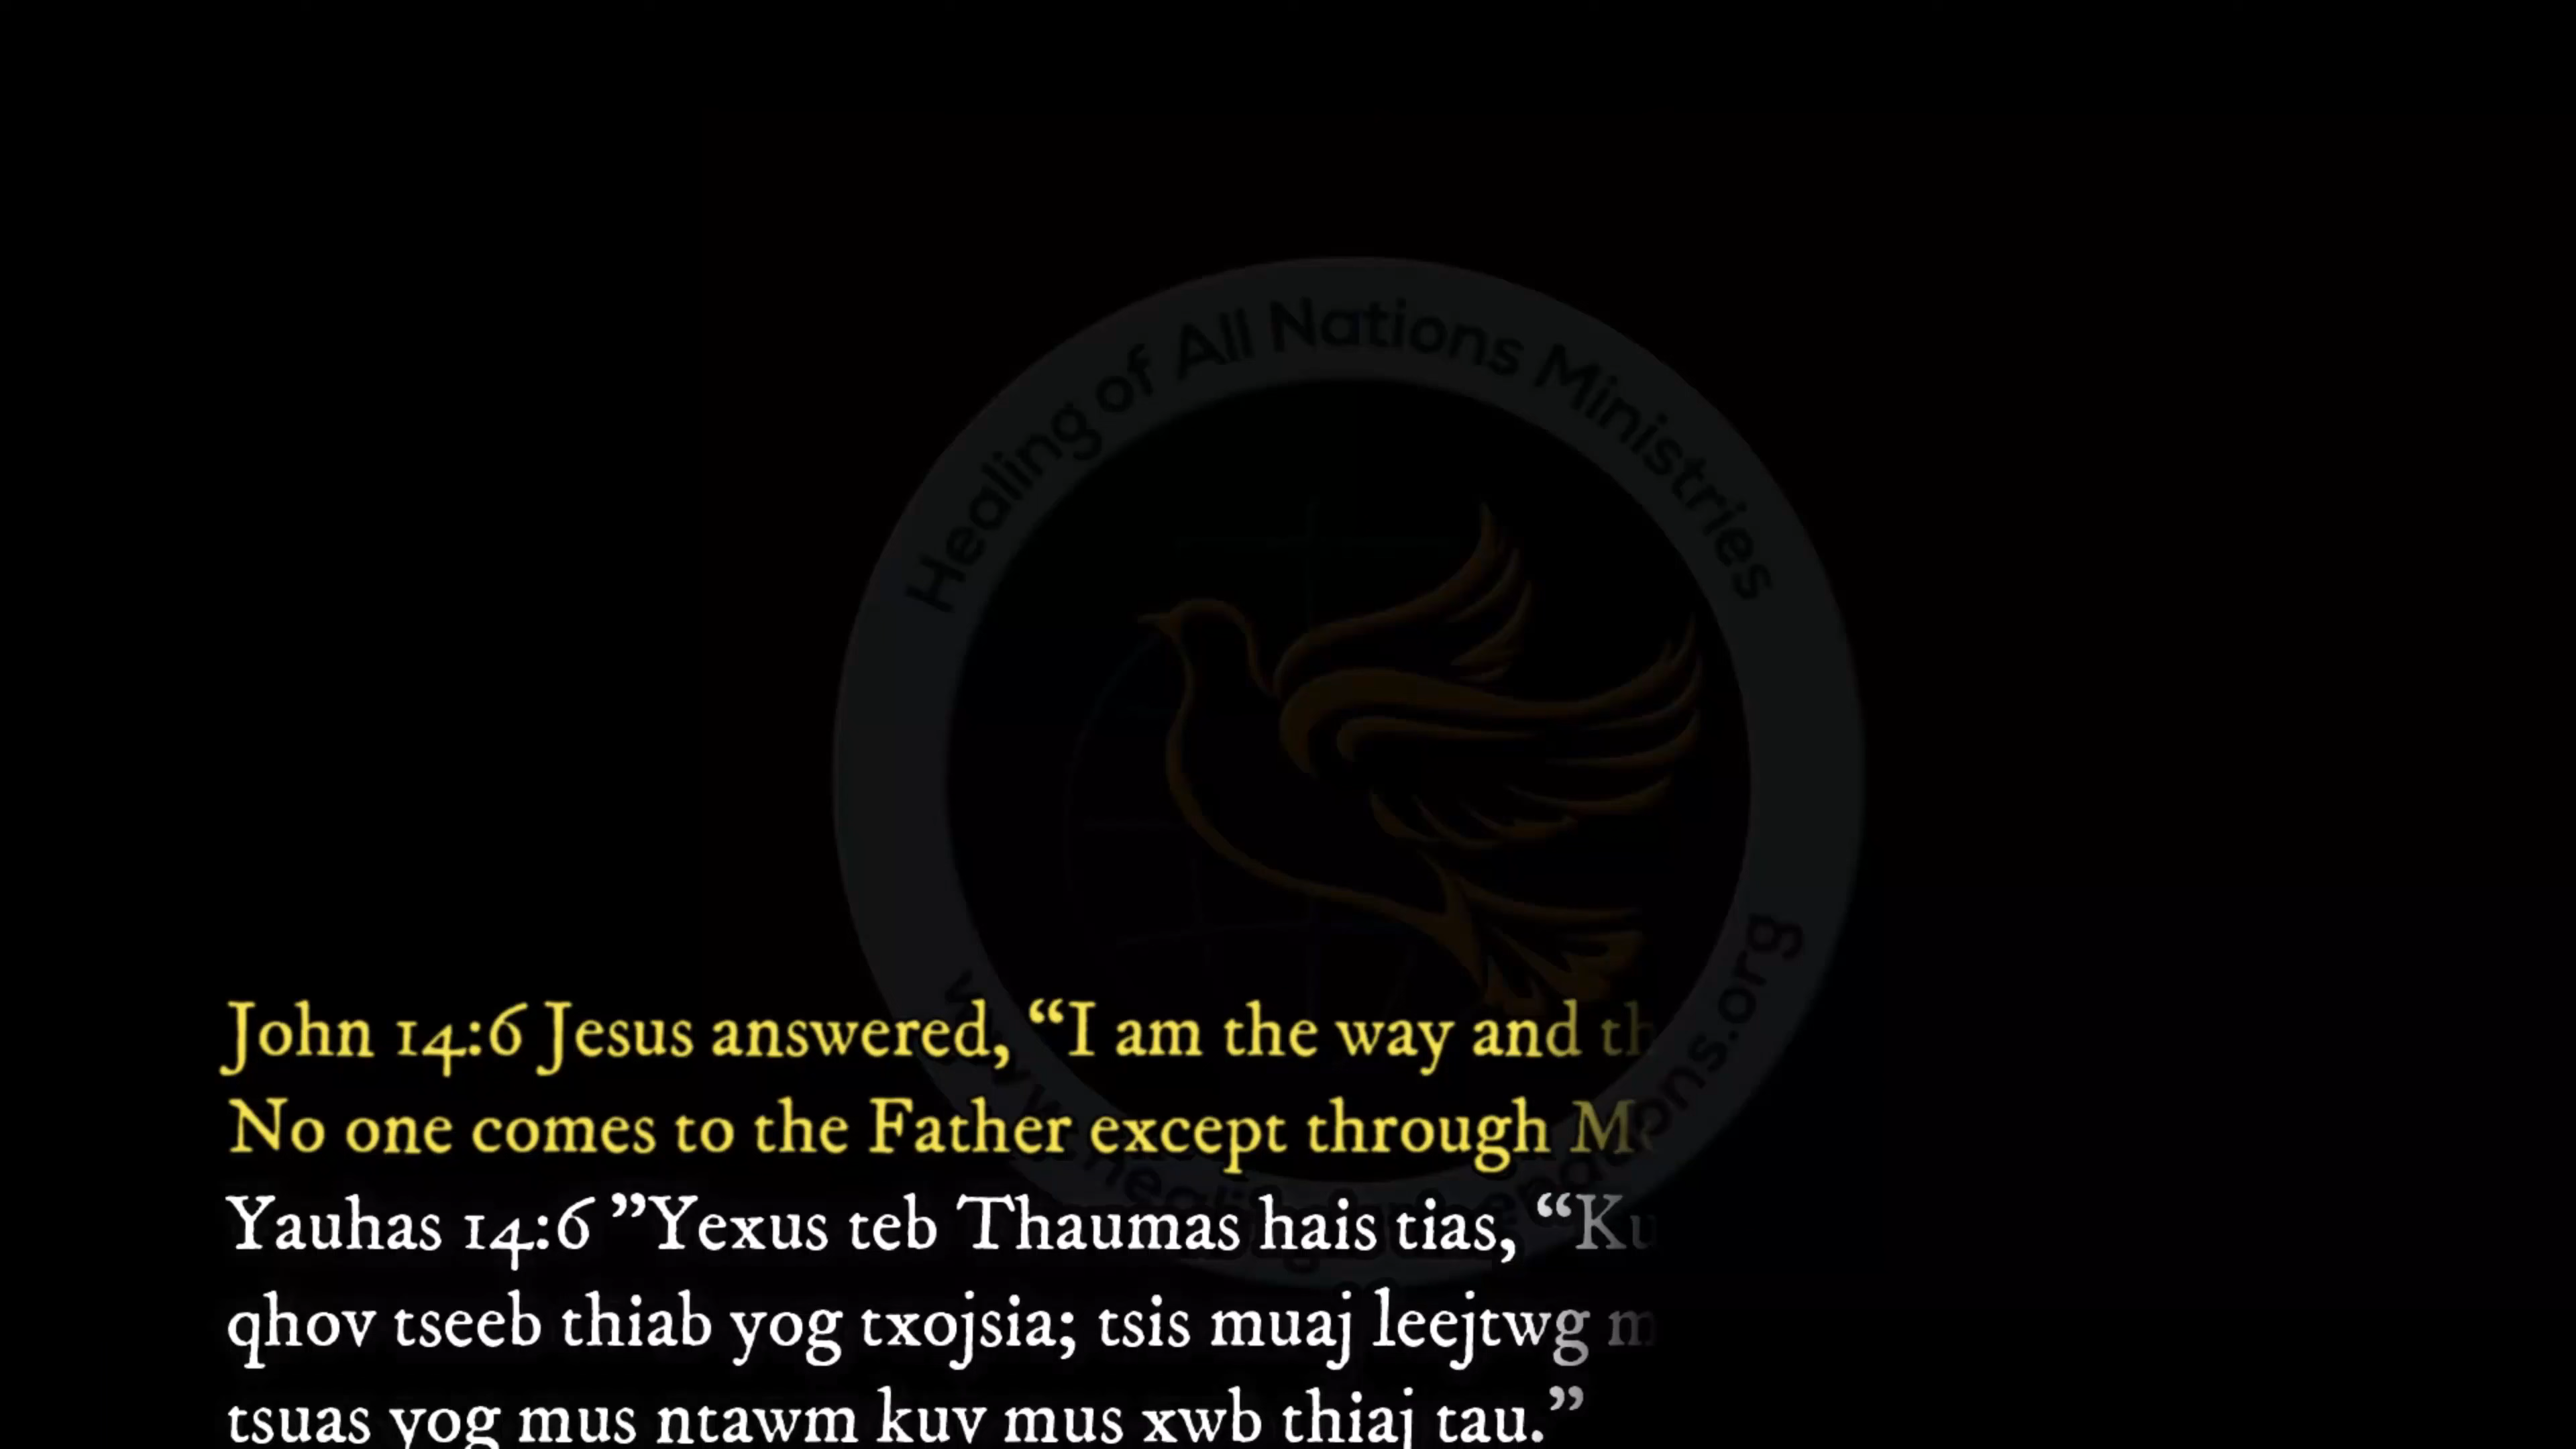 Healing of All Nations Ministries
John 14:6 Jesus answered, “I am the way and
No one comes to the Father except through
Yauhas 14:6 ”Yexus teb Thaumas hais tias,
qhov tseeb thiab yog txojsia; tsis muaj leejtwg
tsuas yog mus ntawm kuv mus xwb thiaj tau.”